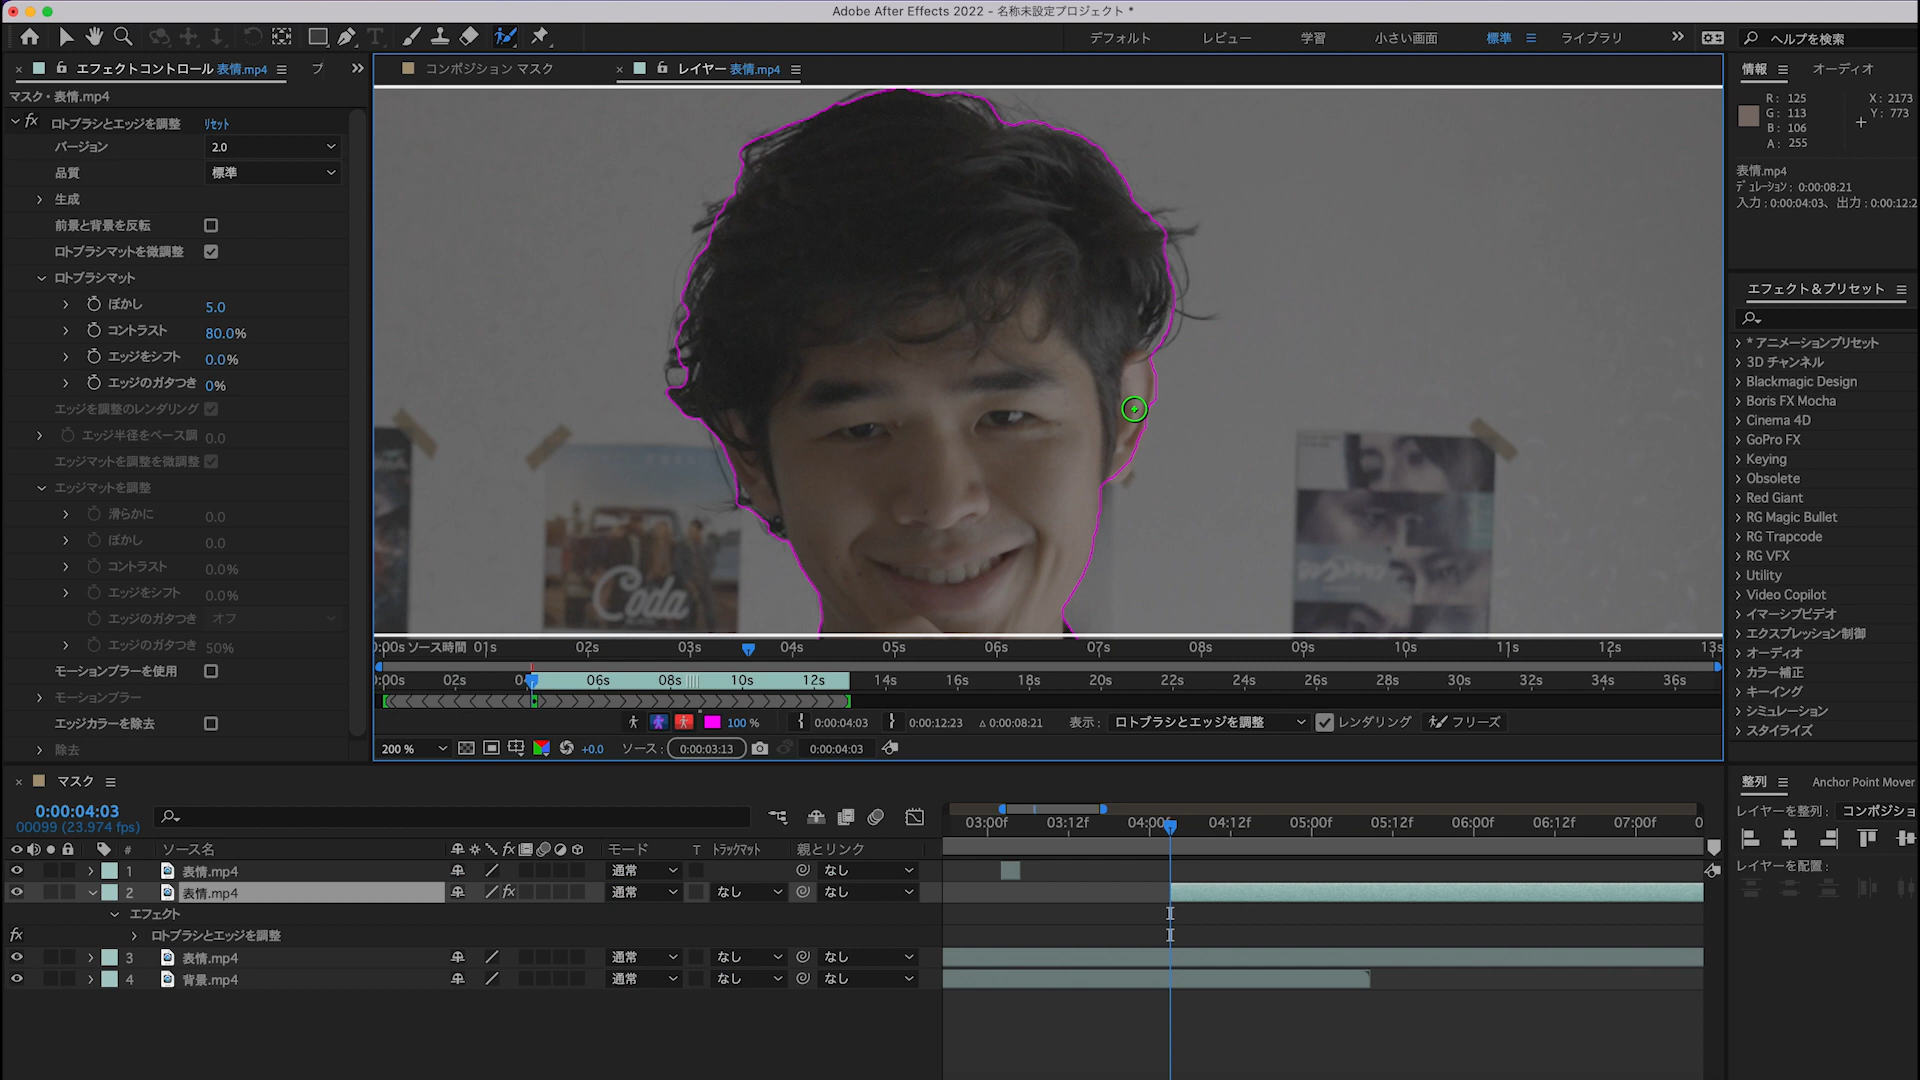 Adobe After Effects 2022 - 名称未設定プロジェクト *
デフォルト
レビュー
学習
小さい画面
標準
ライブラリ
ヘルプを検索
エフェクトコントロール 表情.mp4
プ
コンポジション マスク
レイヤー 表情.mp4
情報
オーディオ
マスク・表情.mp4
fx ロトブラシとエッジを調整 リセット
バージョン 2.0
品質 標準
生成
前景と背景を反転
ロトブラシマットを微調整
ロトブラシマット
ぼかし 5.0
コントラスト 80.0%
エッジをシフト 0.0%
エッジのガタつき 0%
エッジを調整のレンダリング
エッジ半径をベース調 0.0
エッジマットを調整を微調整
エッジマットを調整
滑らかに 0.0
ぼかし 0.0
コントラスト 0.0%
エッジをシフト 0.0%
エッジのガタつき オフ
エッジのガタつき 50%
モーションブラーを使用
モーションブラー
エッジカラーを除去
除去
Coda
R: 125 X: 2173
G: 113 Y: 773
B: 106
A: 255
表情.mp4
デュレーション: 0:00:08:21
入力:0:00:04:03、出力:0:00:12:2
エフェクト&プリセット
* アニメーションプリセット
3D チャンネル
Blackmagic Design
Boris FX Mocha
Cinema 4D
GoPro FX
Keying
Obsolete
Red Giant
RG Magic Bullet
RG Trapcode
RG VFX
Utility
Video Copilot
イマーシブビデオ
エクスプレッション制御
オーディオ
カラー補正
キーイング
シミュレーション
スタイライズ
:00s ソース時間 01s 02s 03s 04s 05s 06s 07s 08s 09s 10s 11s 12s 13s
:00s 02s 04 06s 08s 10s 12s 14s 16s 18s 20s 22s 24s 26s 28s 30s 32s 34s 36s
100 % 0:00:04:03 0:00:12:23 Δ 0:00:08:21 表示: ロトブラシとエッジを調整 レンダリング フリーズ
200 % +0.0 ソース: 0:00:03:13 0:00:04:03
マスク
0:00:04:03
00099 (23.974 fps)
03:00f 03:12f 04:00f 04:12f 05:00f 05:12f 06:00f 06:12f 07:00f 0
# ソース名 fx モード T トラックマット 親とリンク
1 表情.mp4 通常 なし
2 表情.mp4 fx 通常 なし なし
エフェクト
fx ロトブラシとエッジを調整
3 表情.mp4 通常 なし なし
4 背景.mp4 通常 なし なし
整列
Anchor Point Mover
レイヤーを整列: コンポジショ
レイヤーを配置: